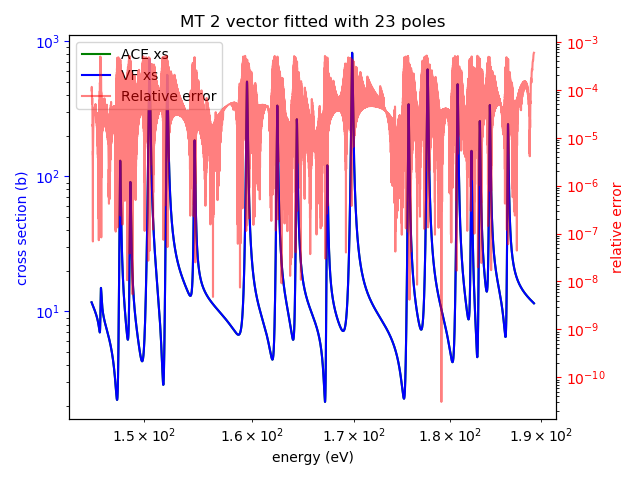 MT 2 vector fitted with 23 poles
ACE xs
VF xs
Relative error
cross section (b)
10³
10²
10¹
relative error
10⁻³
10⁻⁴
10⁻⁵
10⁻⁶
10⁻⁷
10⁻⁸
10⁻⁹
10⁻¹⁰
1.5 × 10² 1.6 × 10² 1.7 × 10² 1.8 × 10² 1.9 × 10²
energy (eV)